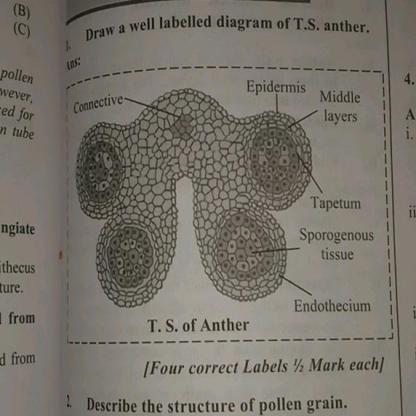 (B)
(C)
pollen
wever,
ed for
n tube
ngiate
ithecus
ture.
l from
d from
Draw a well labelled diagram of T.S. anther.
Ans:
Connective
Epidermis
Middle
layers
Tapetum
Sporogenous
tissue
Endothecium
T. S. of Anther
[Four correct Labels ½ Mark each]
2. Describe the structure of pollen grain.
4.
A
i.
ii